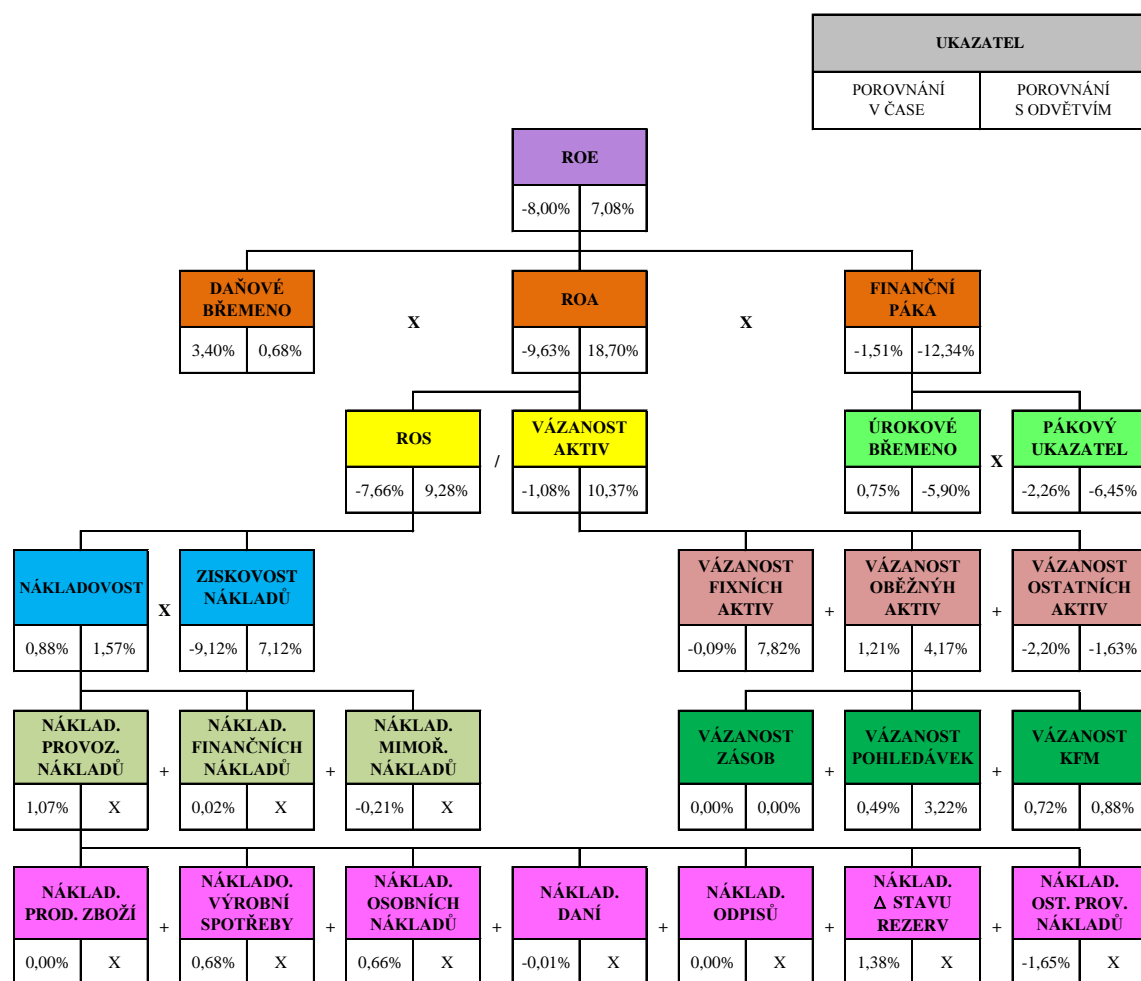 UKAZATEL
POROVNÁNÍ
V ČASE
POROVNÁNÍ
S ODVĚTVÍM
ROE
-8,00% 7,08%
DAŇOVÉ
BŘEMENO
3,40% 0,68%
X
ROA
-9,63% 18,70%
X
FINANČNÍ
PÁKA
-1,51% -12,34%
ROS
-7,66% 9,28%
/
VÁZANOST
AKTIV
-1,08% 10,37%
ÚROKOVÉ
BŘEMENO
0,75% -5,90%
X
PÁKOVÝ
UKAZATEL
-2,26% -6,45%
NÁKLADOVOST
0,88% 1,57%
X
ZISKOVOST
NÁKLADŮ
-9,12% 7,12%
VÁZANOST
FIXNÍCH
AKTIV
-0,09% 7,82%
+
VÁZANOST
OBĚŽNÝH
AKTIV
1,21% 4,17%
+
VÁZANOST
OSTATNÍCH
AKTIV
-2,20% -1,63%
NÁKLAD.
PROVOZ.
NÁKLADŮ
1,07% X
+
NÁKLAD.
FINANČNÍCH
NÁKLADŮ
0,02% X
+
NÁKLAD.
MIMOŘ.
NÁKLADŮ
-0,21% X
VÁZANOST
ZÁSOB
0,00% 0,00%
+
VÁZANOST
POHLEDÁVEK
0,49% 3,22%
+
VÁZANOST
KFM
0,72% 0,88%
NÁKLAD.
PROD. ZBOŽÍ
0,00% X
+
NÁKLADO.
VÝROBNÍ
SPOTŘEBY
0,68% X
+
NÁKLAD.
OSOBNÍCH
NÁKLADŮ
0,66% X
+
NÁKLAD.
DANÍ
-0,01% X
+
NÁKLAD.
ODPISŮ
0,00% X
+
NÁKLAD.
Δ STAVU
REZERV
1,38% X
+
NÁKLAD.
OST. PROV.
NÁKLADŮ
-1,65% X